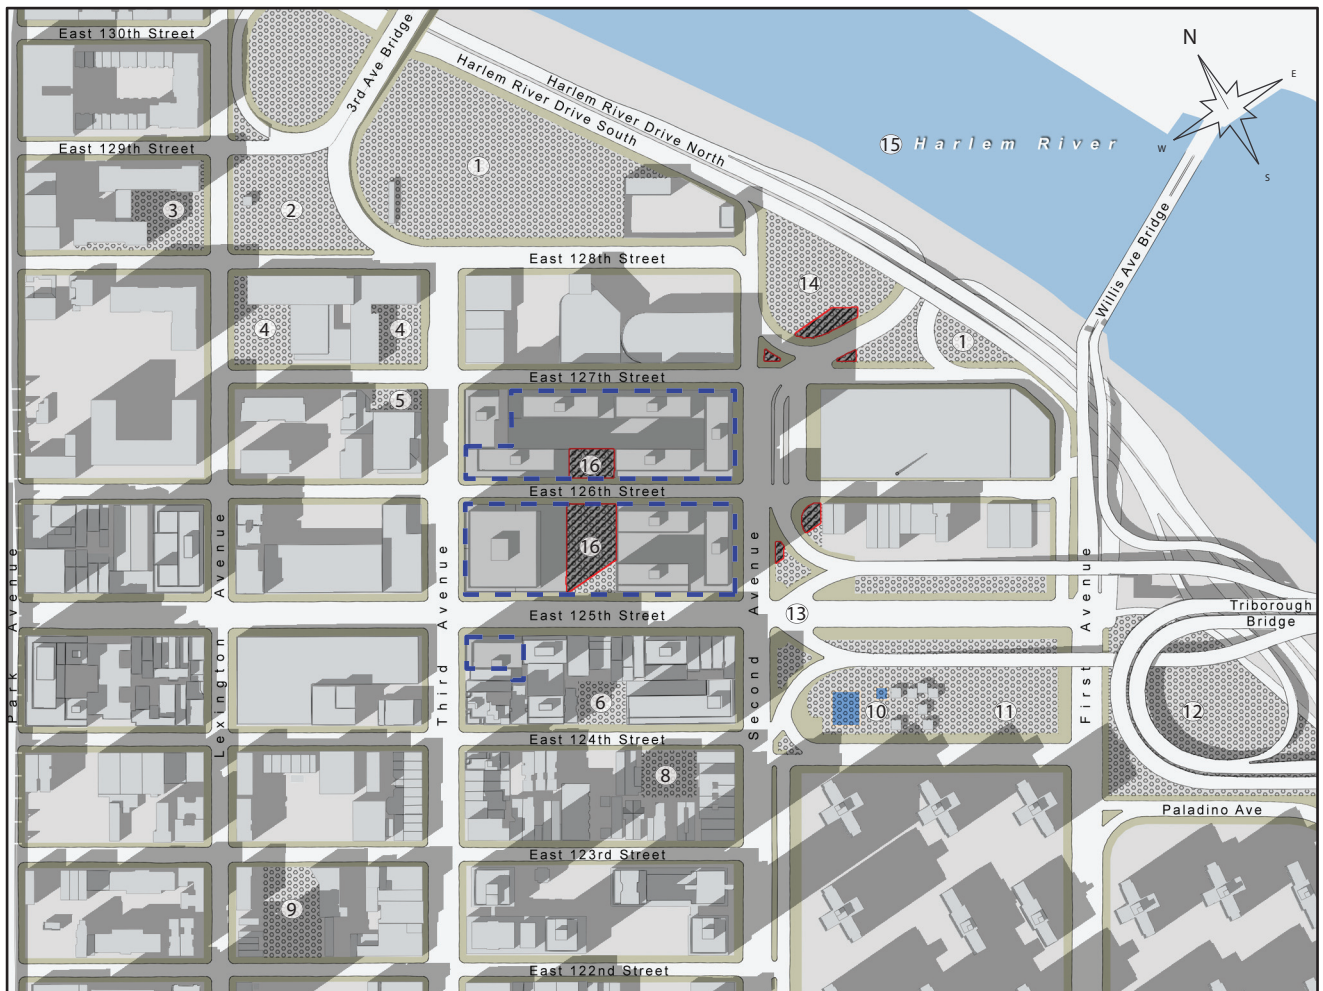 East 130th Street
3rd Ave Bridge
Harlem River Drive North
Harlem River Drive South
N
E
W
S
15 Harlem River
East 129th Street
1
2
3
Willis Ave Bridge
East 128th Street
14
4
4
1
East 127th Street
5
16
East 126th Street
16
Park Avenue
Lexington Avenue
Third Avenue
Second Avenue
First Avenue
East 125th Street
13
Triborough
Bridge
6
10
11
12
East 124th Street
8
Paladino Ave
East 123rd Street
9
East 122nd Street